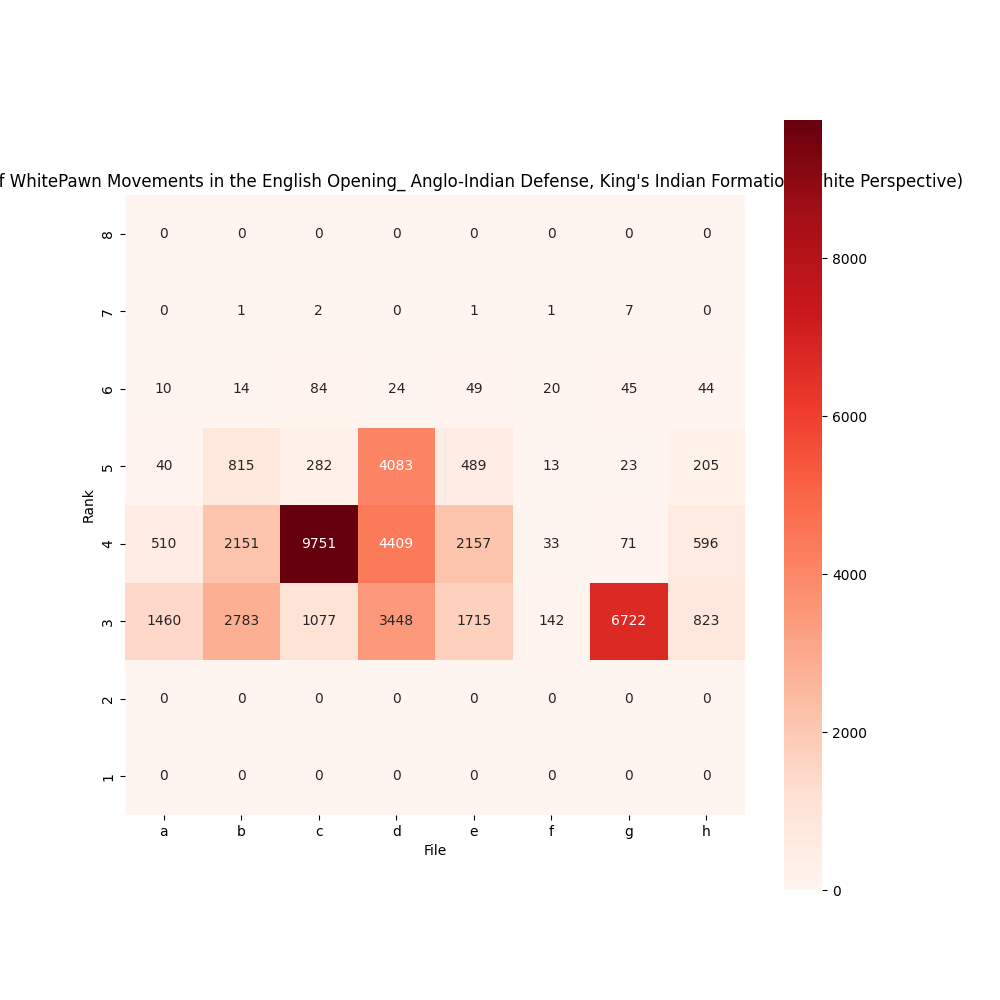 f WhitePawn Movements in the English Opening_ Anglo-Indian Defense, King's Indian Formatio hite Perspective)
8 0 0 0 0 0 0 0 0
7 0 1 2 0 1 1 7 0
6 10 14 84 24 49 20 45 44
5 40 815 282 4083 489 13 23 205
4 510 2151 9751 4409 2157 33 71 596
3 1460 2783 1077 3448 1715 142 6722 823
2 0 0 0 0 0 0 0 0
1 0 0 0 0 0 0 0 0
a b c d e f g h
File
Rank
8000
6000
4000
2000
0